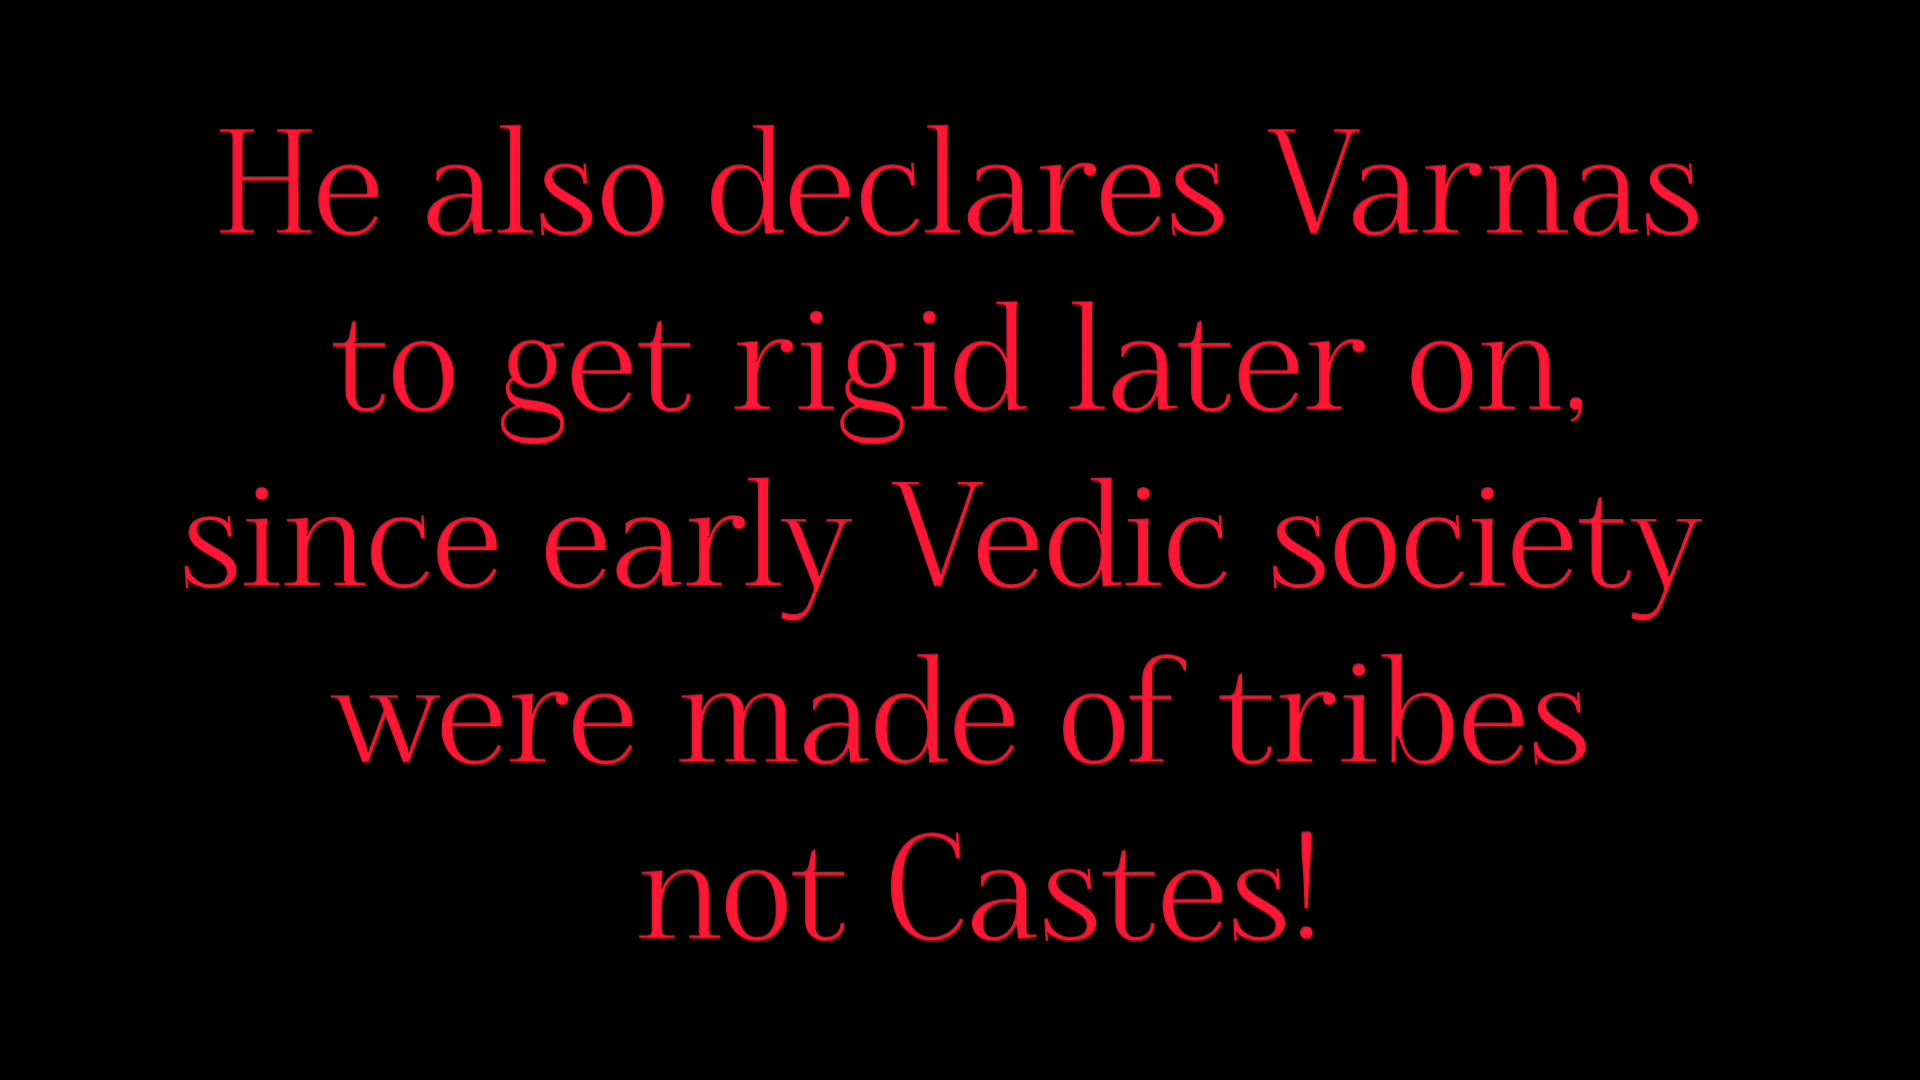 He also declares Varnas
to get rigid later on,
since early Vedic society
were made of tribes
not Castes!